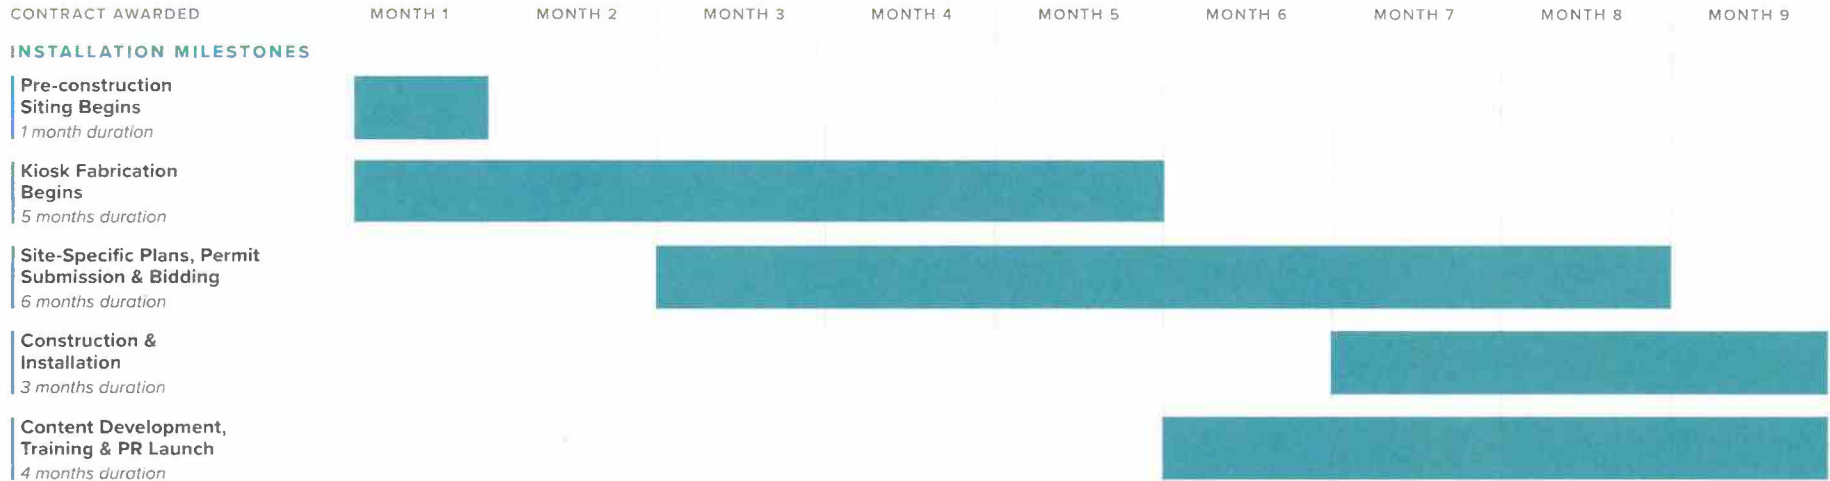 CONTRACT AWARDED MONTH 1 MONTH 2 MONTH 3 MONTH 4 MONTH 5 MONTH 6 MONTH 7 MONTH 8 MONTH 9
INSTALLATION MILESTONES
Pre-construction
Siting Begins
1 month duration
Kiosk Fabrication
Begins
5 months duration
Site-Specific Plans, Permit
Submission & Bidding
6 months duration
Construction &
Installation
3 months duration
Content Development,
Training & PR Launch
4 months duration